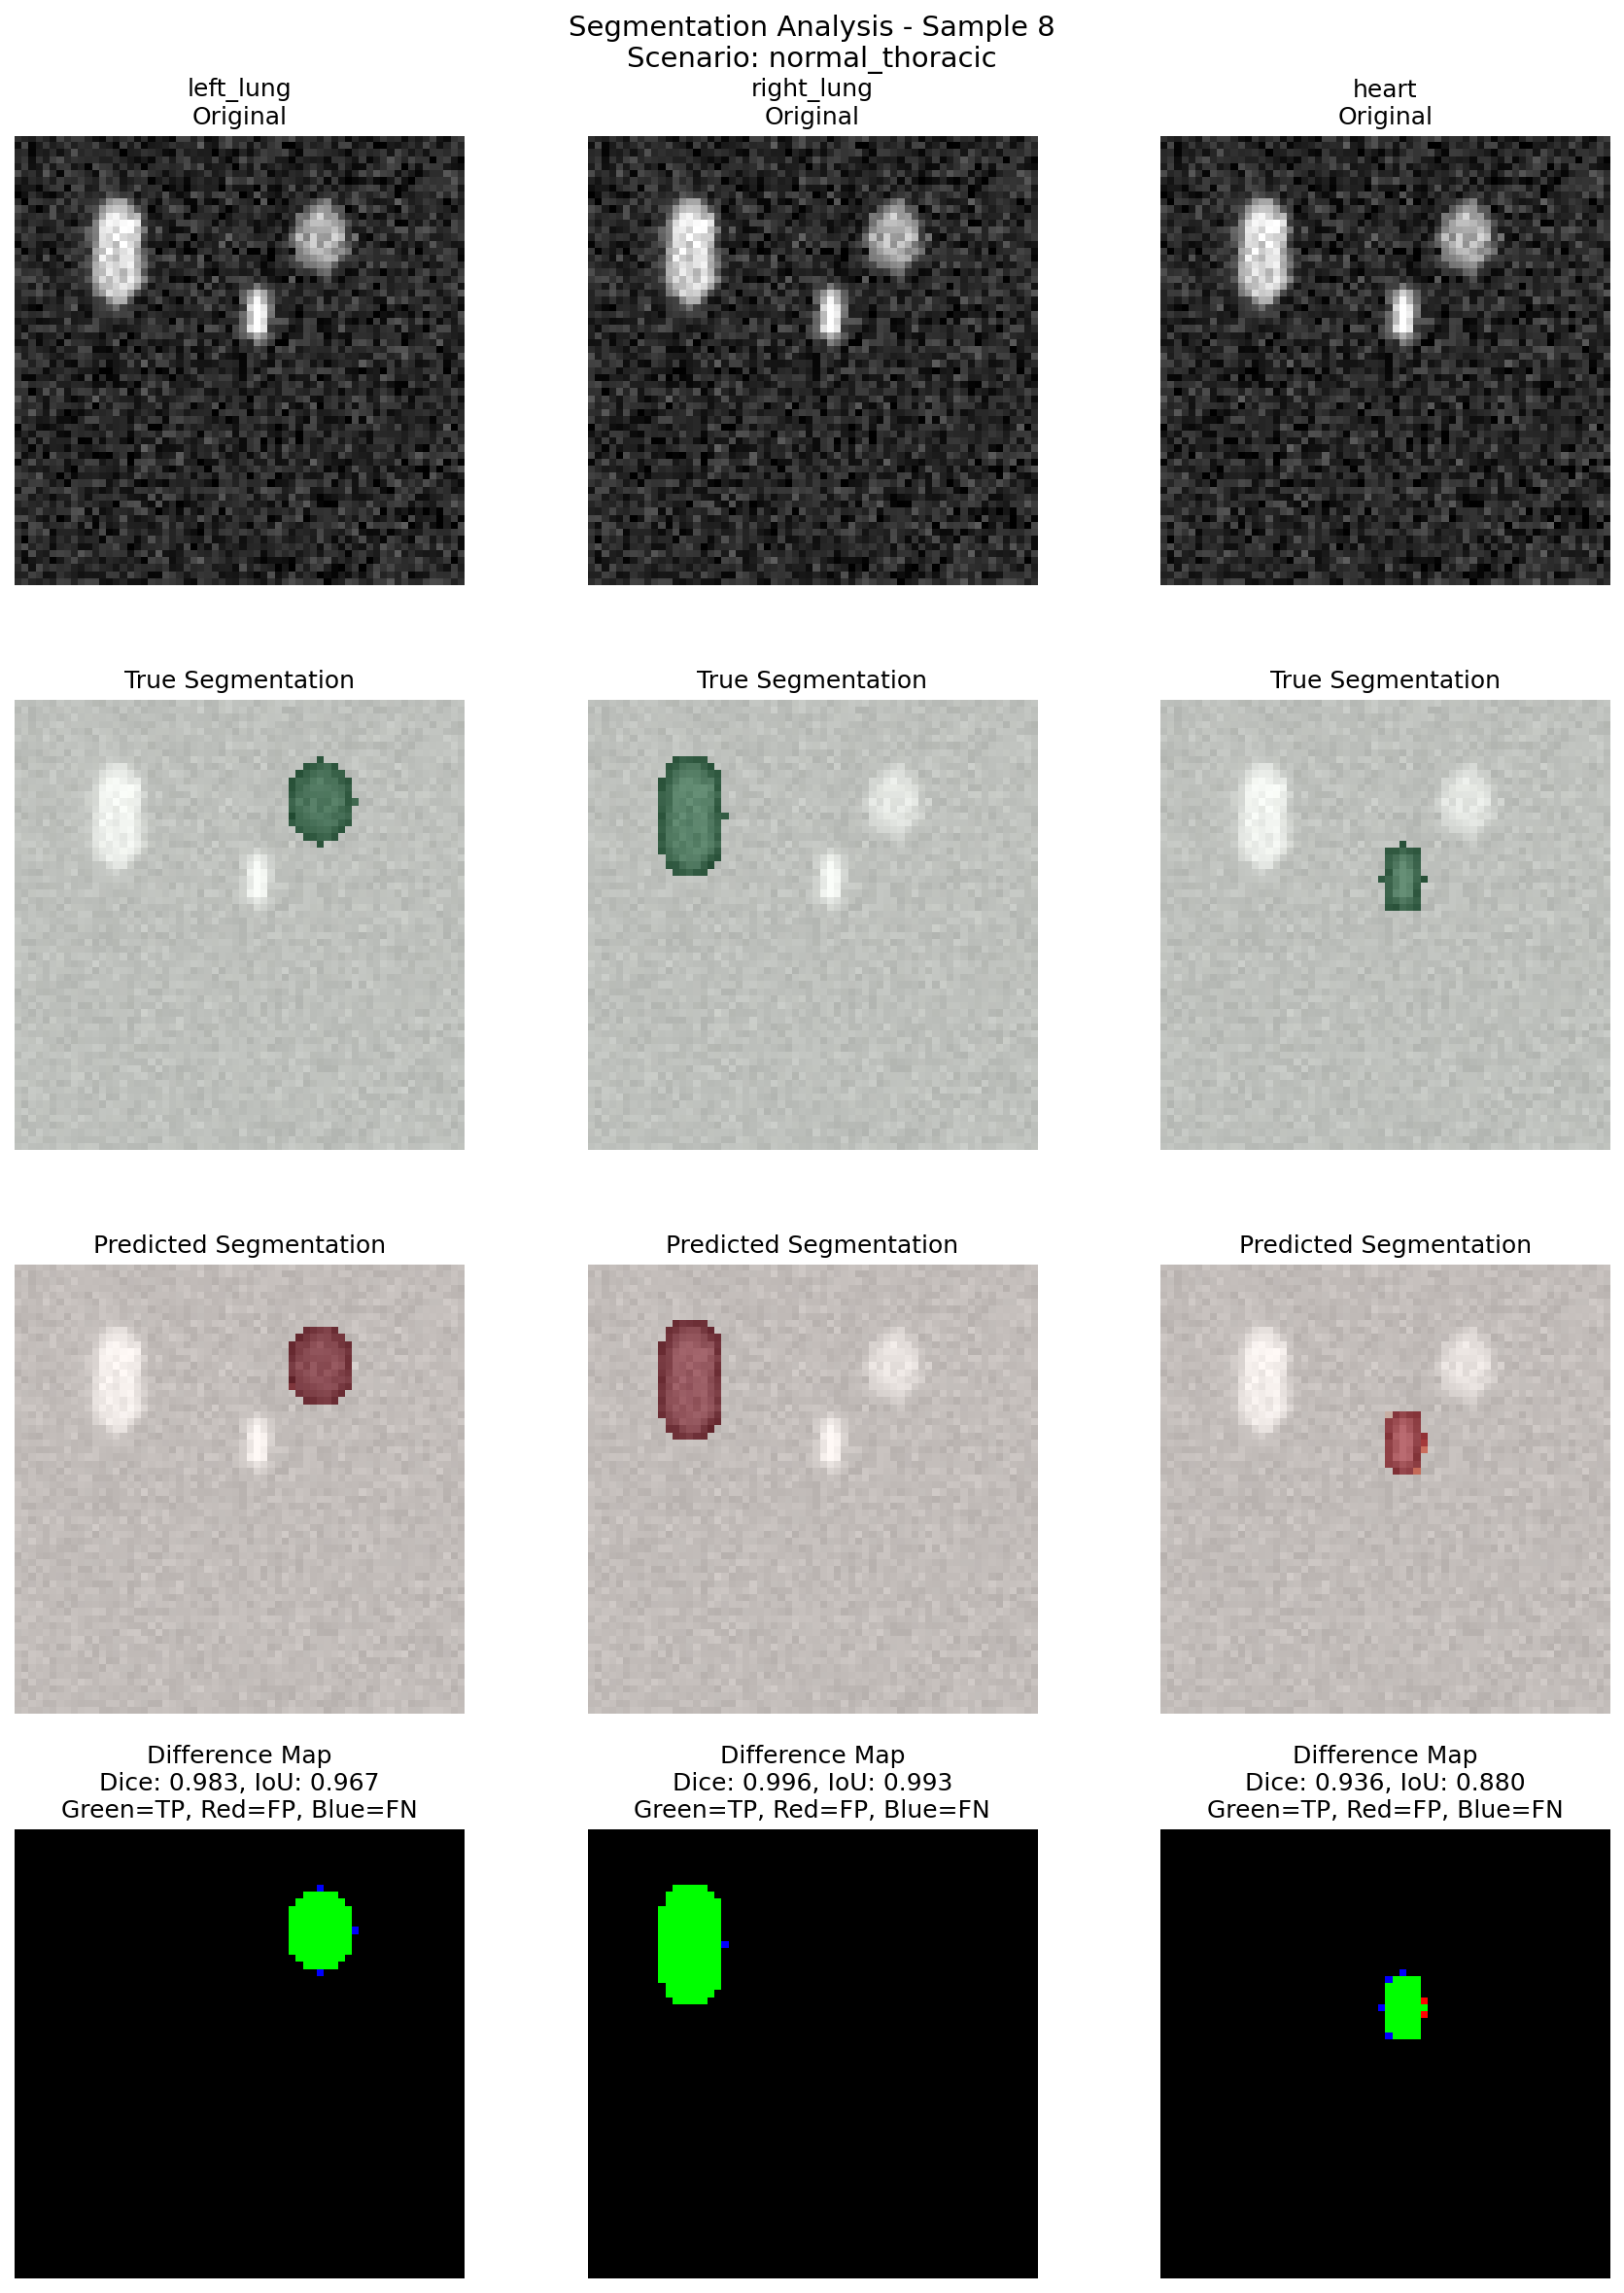 Segmentation Analysis - Sample 8
Scenario: normal_thoracic
left_lung
Original
right_lung
Original
heart
Original
True Segmentation
True Segmentation
True Segmentation
Predicted Segmentation
Predicted Segmentation
Predicted Segmentation
Difference Map
Dice: 0.983, IoU: 0.967
Green=TP, Red=FP, Blue=FN
Difference Map
Dice: 0.996, IoU: 0.993
Green=TP, Red=FP, Blue=FN
Difference Map
Dice: 0.936, IoU: 0.880
Green=TP, Red=FP, Blue=FN